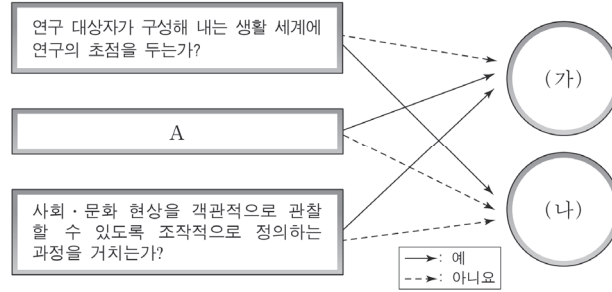 연구 대상자가 구성해 내는 생활 세계에
연구의 초점을 두는가?
A
사회·문화 현상을 객관적으로 관찰
할 수 있도록 조작적으로 정의하는
과정을 거치는가?
(가)
(나)
: 예
: 아니요